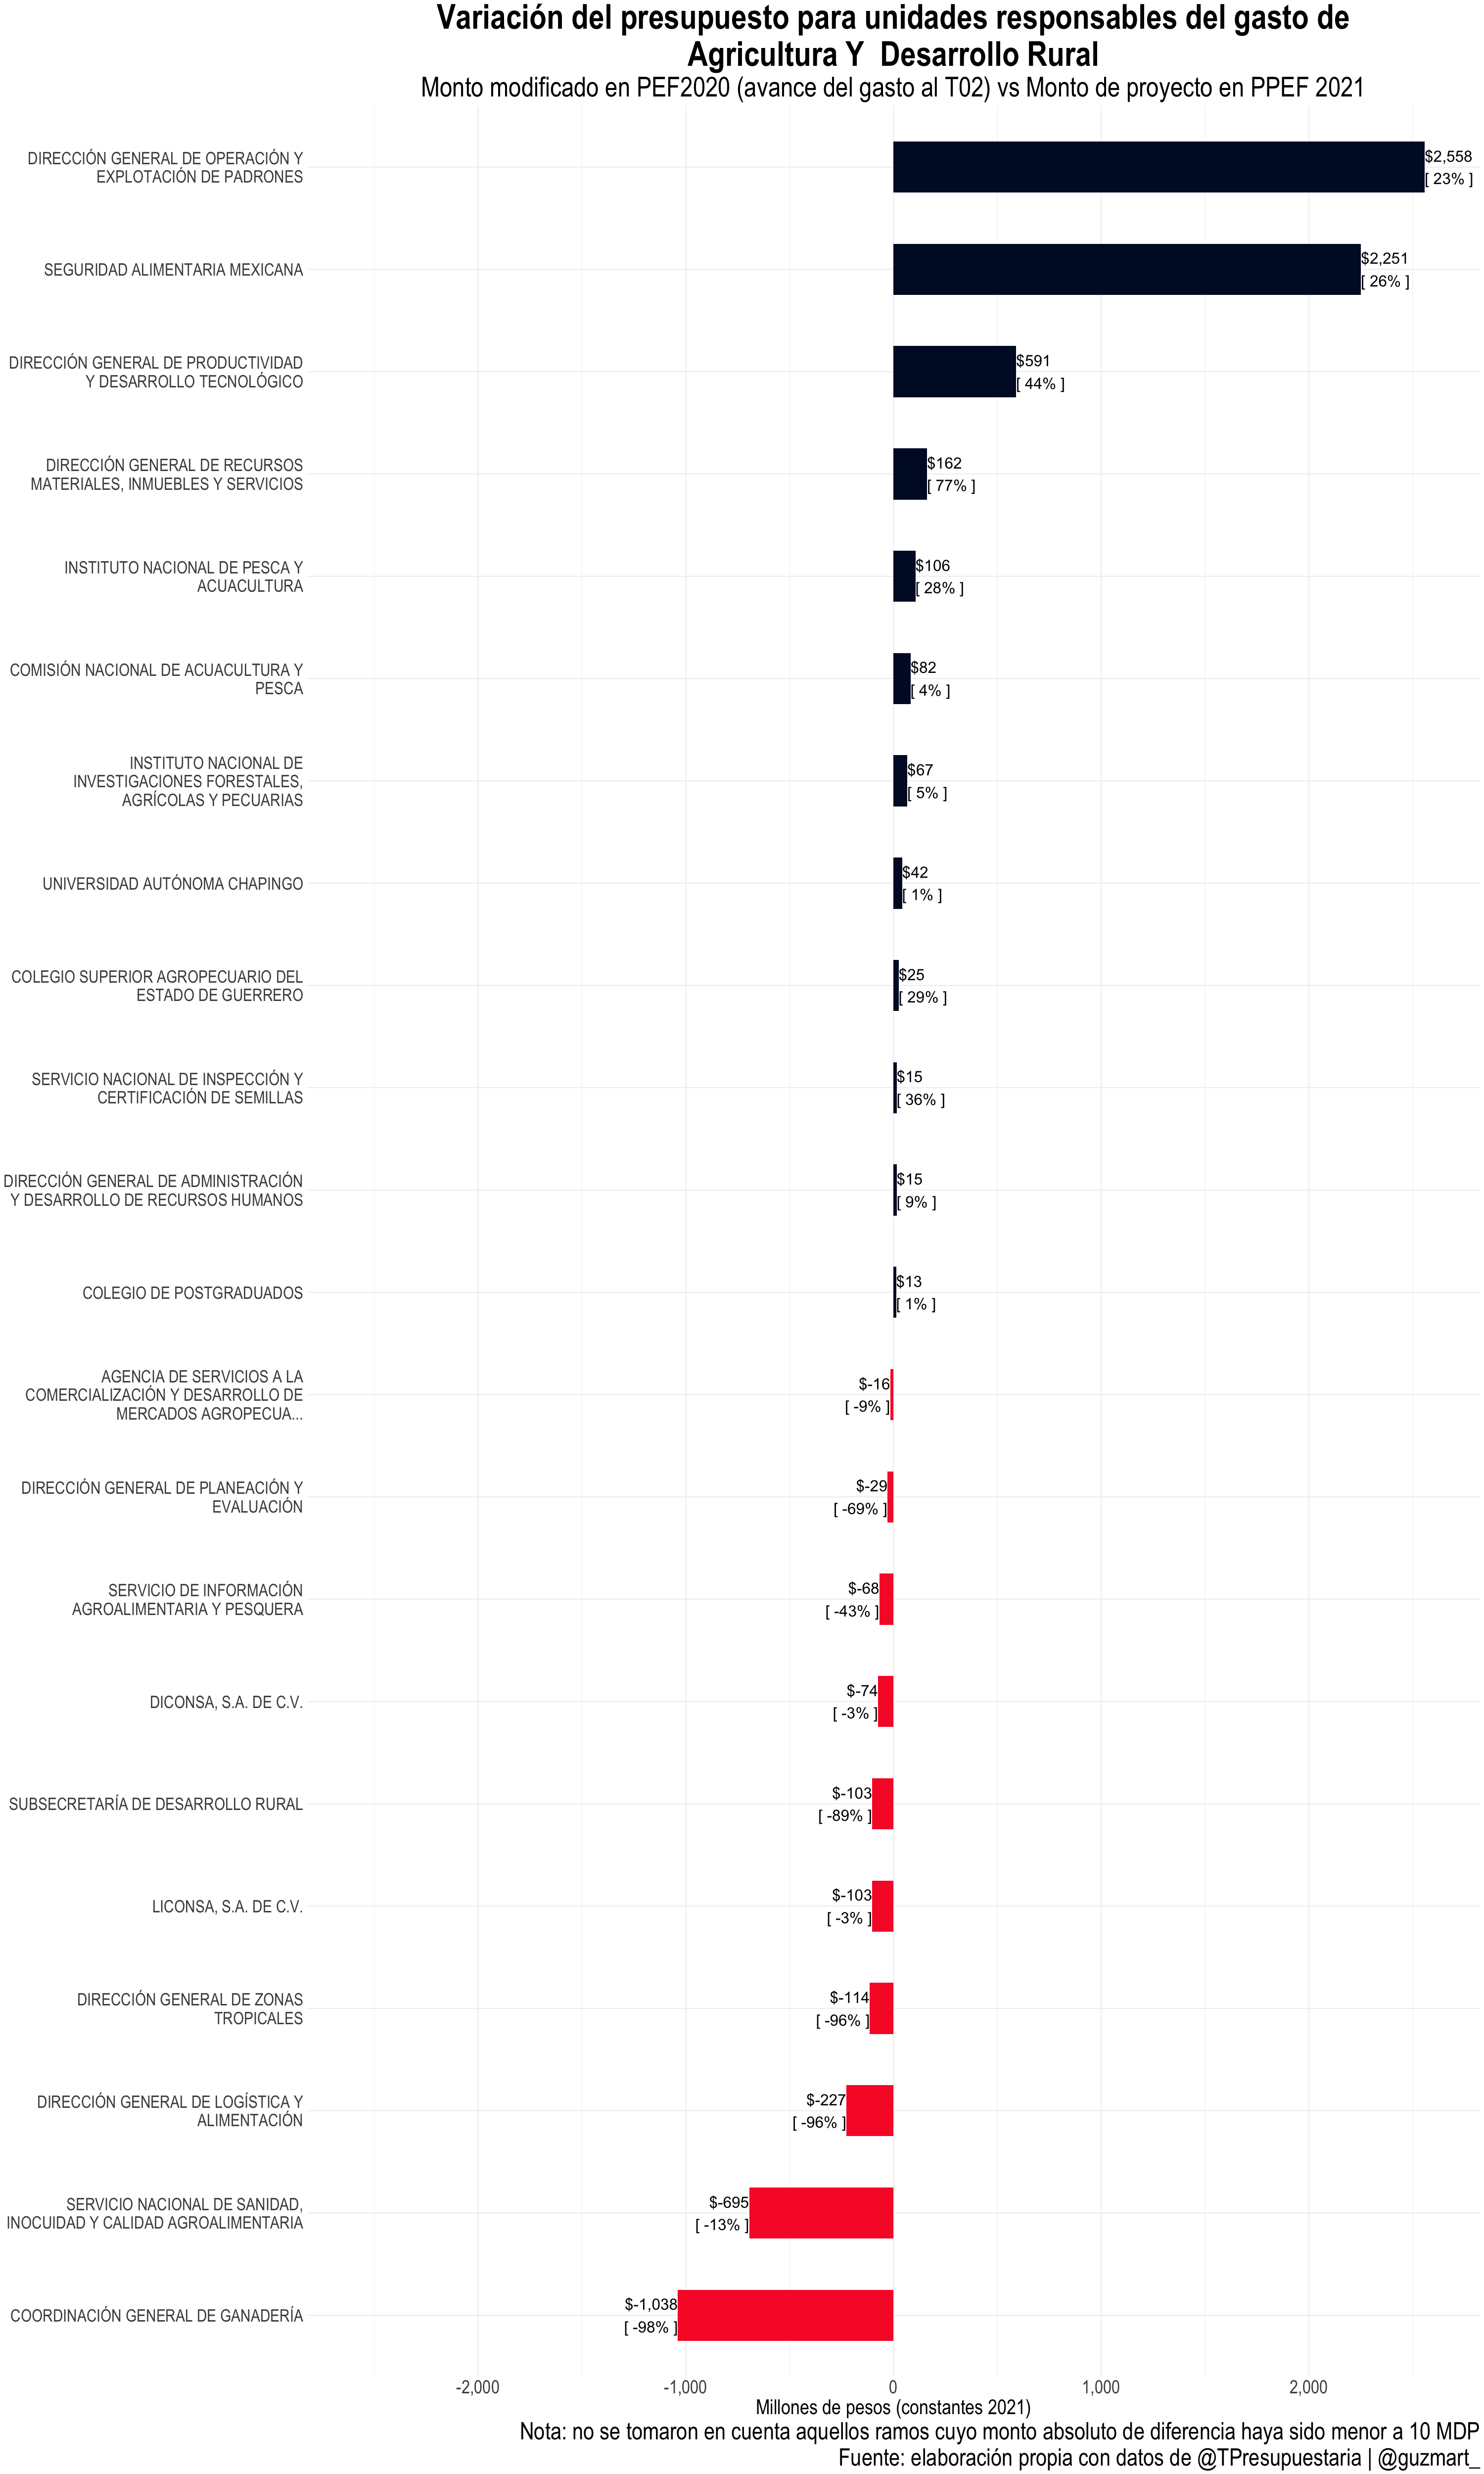 Variación del presupuesto para unidades responsables del gasto de
Agricultura Y  Desarrollo Rural
Monto modificado en PEF2020 (avance del gasto al T02) vs Monto de proyecto en PPEF 2021
DIRECCIÓN GENERAL DE OPERACIÓN Y
EXPLOTACIÓN DE PADRONES
$2,558
[ 23% ]
SEGURIDAD ALIMENTARIA MEXICANA
$2,251
[ 26% ]
DIRECCIÓN GENERAL DE PRODUCTIVIDAD
Y DESARROLLO TECNOLÓGICO
$591
[ 44% ]
DIRECCIÓN GENERAL DE RECURSOS
MATERIALES, INMUEBLES Y SERVICIOS
$162
[ 77% ]
INSTITUTO NACIONAL DE PESCA Y
ACUACULTURA
$106
[ 28% ]
COMISIÓN NACIONAL DE ACUACULTURA Y
PESCA
$82
[ 4% ]
INSTITUTO NACIONAL DE
INVESTIGACIONES FORESTALES,
AGRÍCOLAS Y PECUARIAS
$67
[ 5% ]
UNIVERSIDAD AUTÓNOMA CHAPINGO
$42
[ 1% ]
COLEGIO SUPERIOR AGROPECUARIO DEL
ESTADO DE GUERRERO
$25
[ 29% ]
SERVICIO NACIONAL DE INSPECCIÓN Y
CERTIFICACIÓN DE SEMILLAS
$15
[ 36% ]
DIRECCIÓN GENERAL DE ADMINISTRACIÓN
Y DESARROLLO DE RECURSOS HUMANOS
$15
[ 9% ]
COLEGIO DE POSTGRADUADOS
$13
[ 1% ]
AGENCIA DE SERVICIOS A LA
COMERCIALIZACIÓN Y DESARROLLO DE
MERCADOS AGROPECUA...
$-16
[ -9% ]
DIRECCIÓN GENERAL DE PLANEACIÓN Y
EVALUACIÓN
$-29
[ -69% ]
SERVICIO DE INFORMACIÓN
AGROALIMENTARIA Y PESQUERA
$-68
[ -43% ]
DICONSA, S.A. DE C.V.
$-74
[ -3% ]
SUBSECRETARÍA DE DESARROLLO RURAL
$-103
[ -89% ]
LICONSA, S.A. DE C.V.
$-103
[ -3% ]
DIRECCIÓN GENERAL DE ZONAS
TROPICALES
$-114
[ -96% ]
DIRECCIÓN GENERAL DE LOGÍSTICA Y
ALIMENTACIÓN
$-227
[ -96% ]
SERVICIO NACIONAL DE SANIDAD,
INOCUIDAD Y CALIDAD AGROALIMENTARIA
$-695
[ -13% ]
COORDINACIÓN GENERAL DE GANADERÍA
$-1,038
[ -98% ]
-2,000 -1,000 0 1,000 2,000
Millones de pesos (constantes 2021)
Nota: no se tomaron en cuenta aquellos ramos cuyo monto absoluto de diferencia haya sido menor a 10 MDP
Fuente: elaboración propia con datos de @TPresupuestaria | @guzmart_